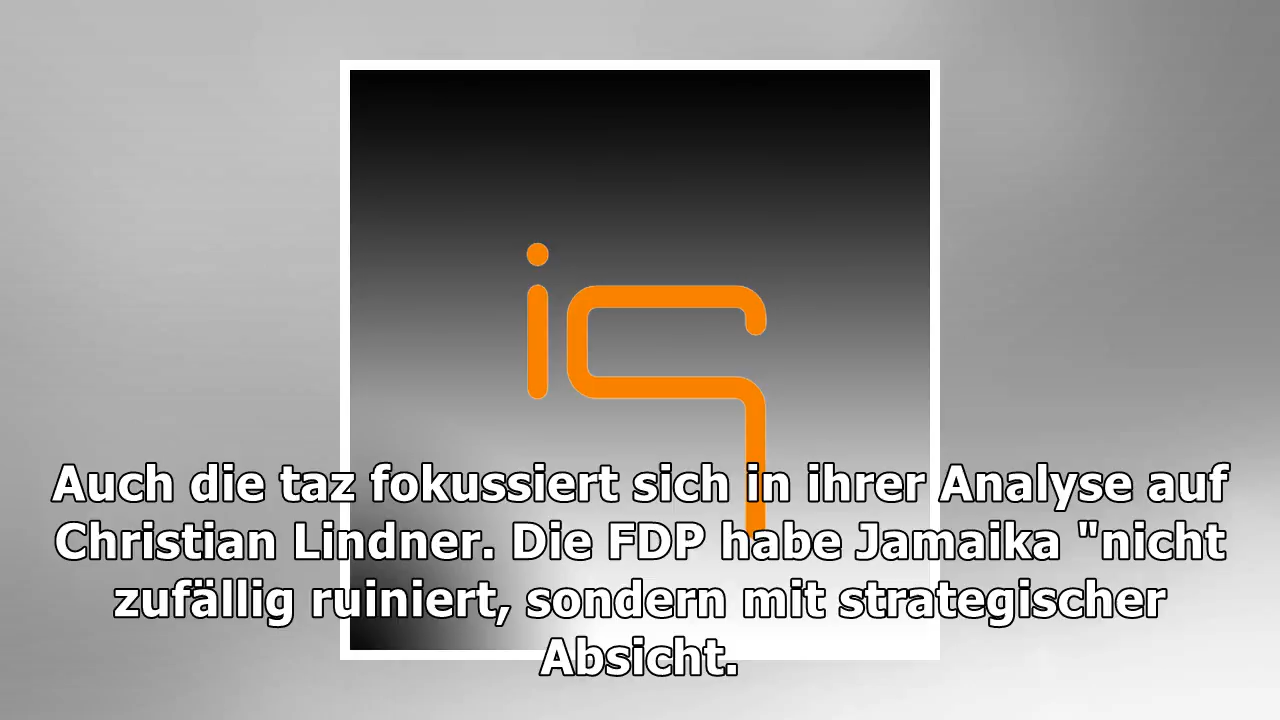 iq
Auch die taz fokussiert sich in ihrer Analyse auf
Christian Lindner. Die FDP habe Jamaika "nicht
zufällig ruiniert, sondern mit strategischer
Absicht.